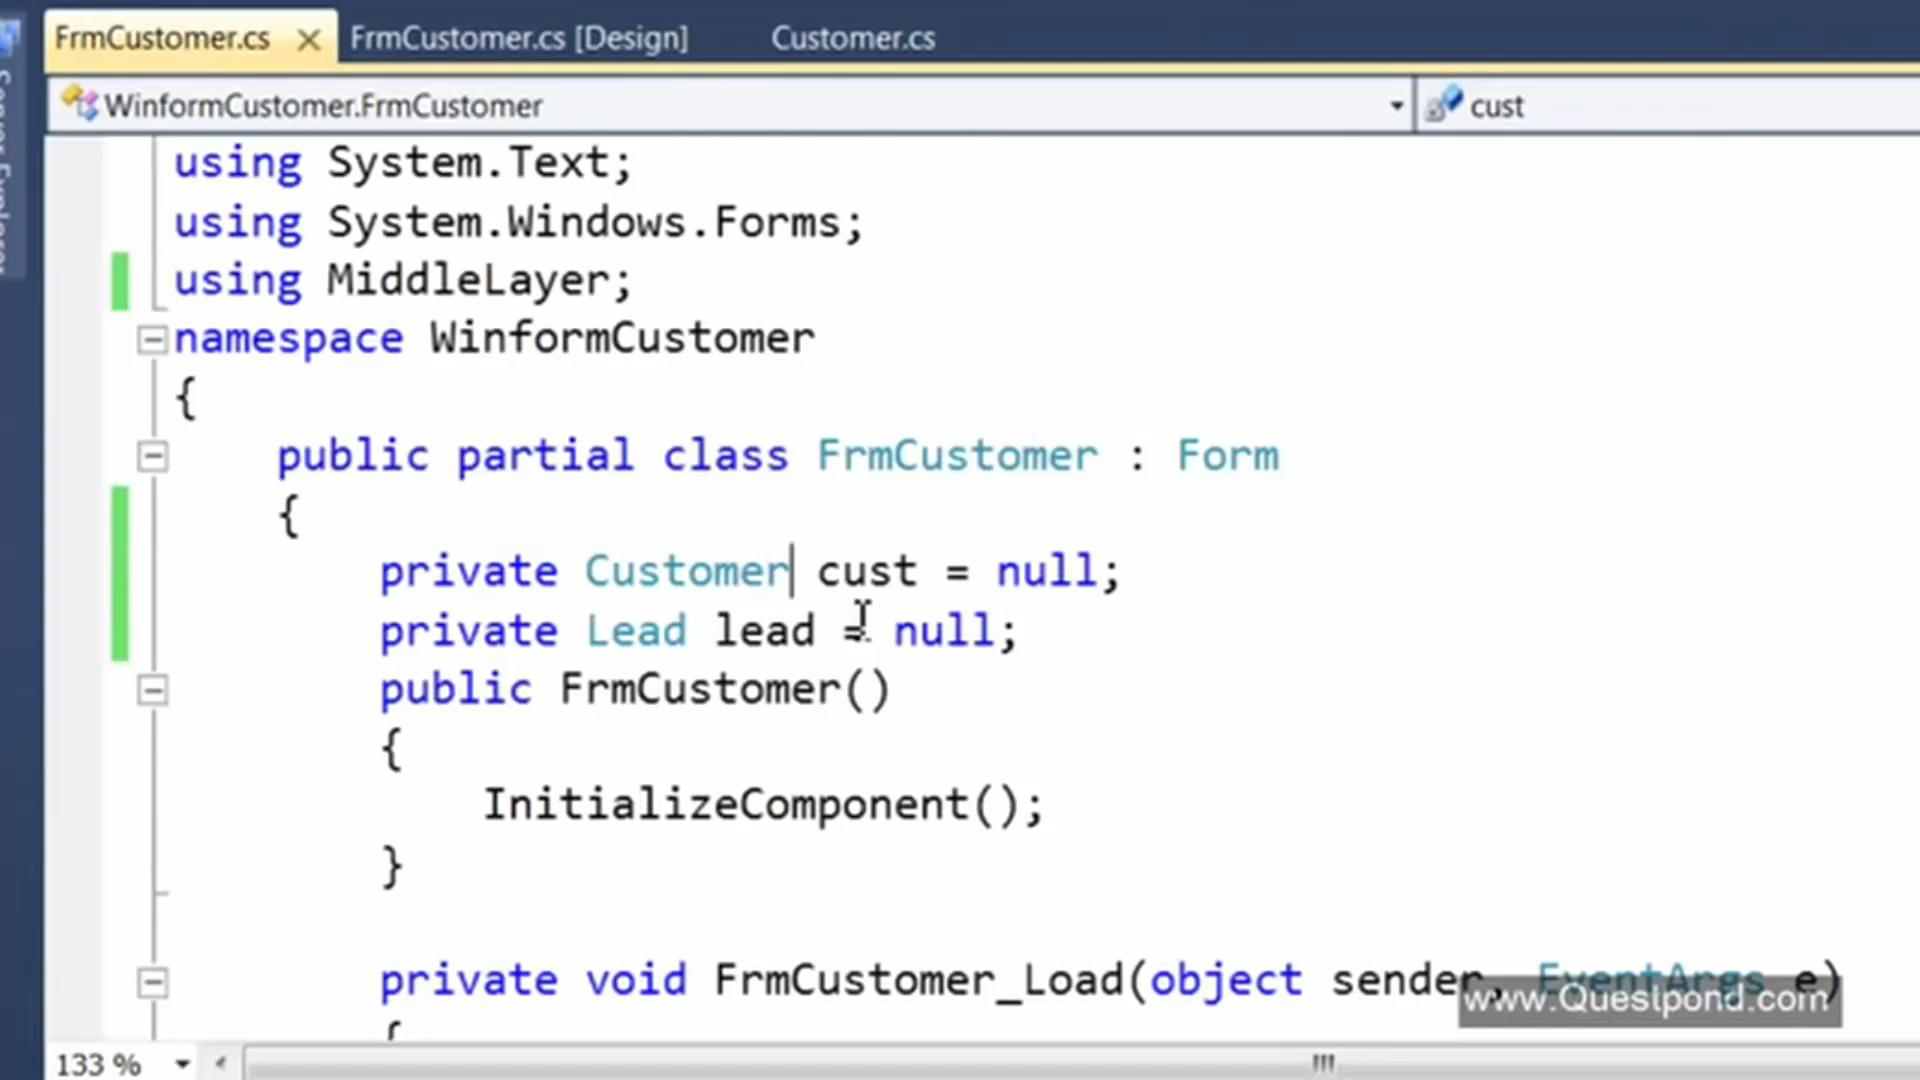 FrmCustomer.cs FrmCustomer.cs [Design] Customer.cs
WinformCustomer.FrmCustomer cust
using System.Text;
using System.Windows.Forms;
using MiddleLayer;
namespace WinformCustomer
{
public partial class FrmCustomer : Form
{
private Customer cust = null;
private Lead lead = null;
public FrmCustomer()
{
InitializeComponent();
}
private void FrmCustomer_Load(object sender, EventArgs e)
{
www.Questpond.com
133 %